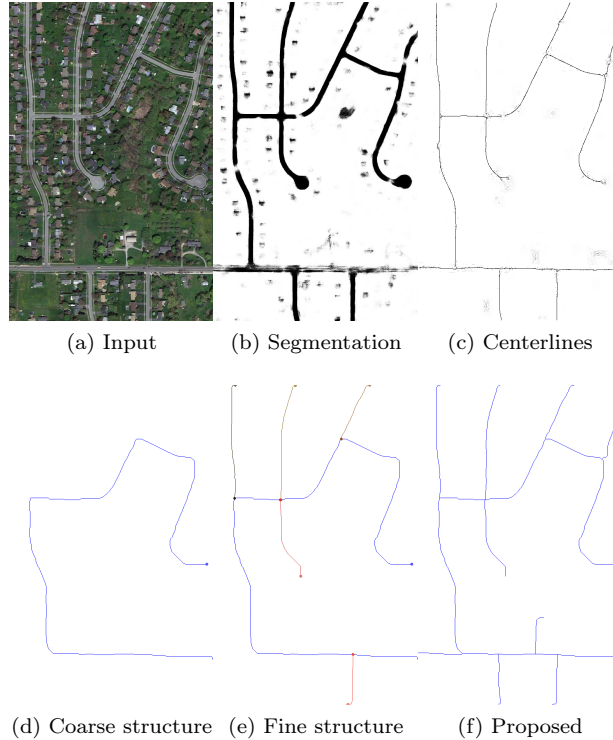 (a) Input (b) Segmentation (c) Centerlines
(d) Coarse structure (e) Fine structure (f) Proposed